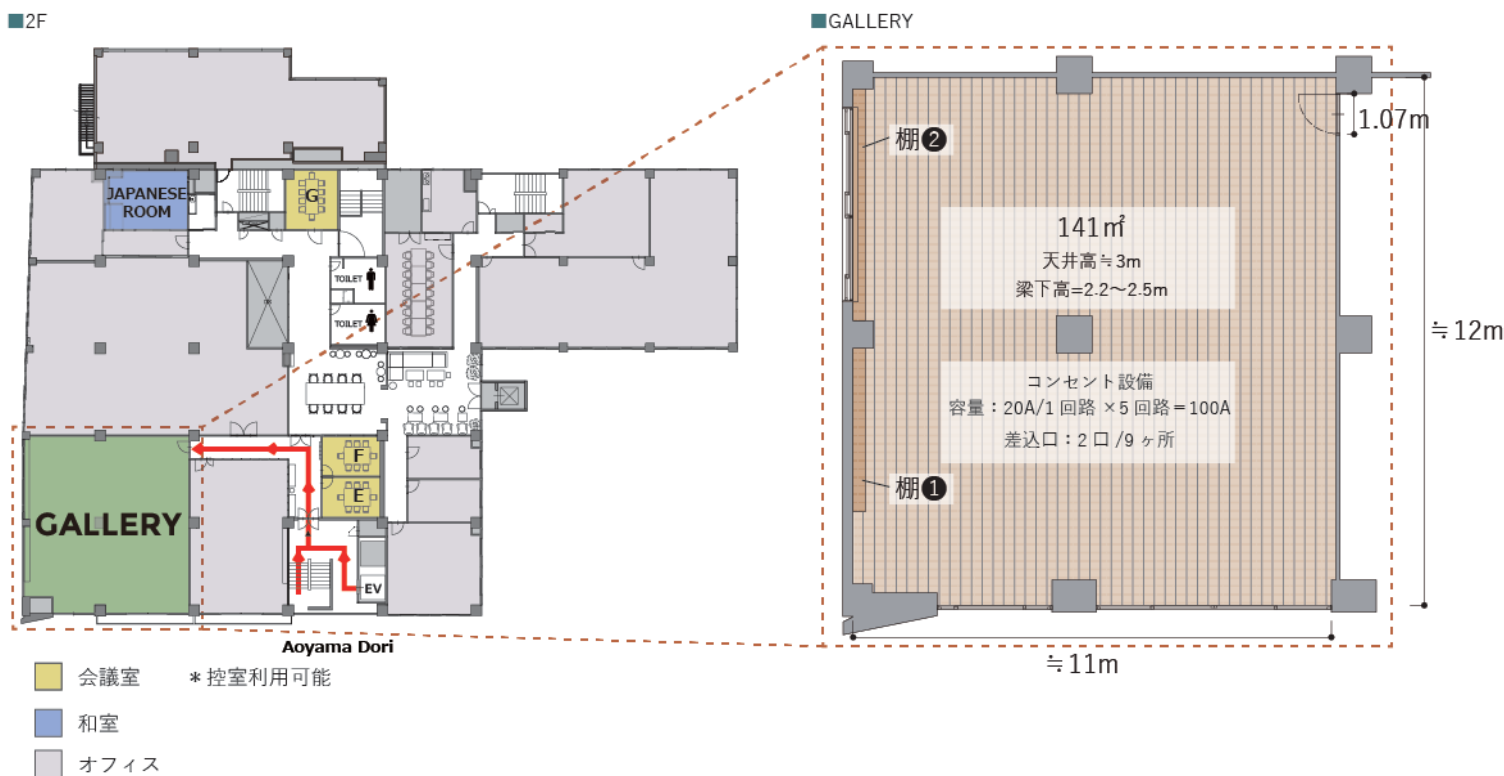 ■2F
JAPANESE
ROOM
G
TOILET
TOILET
F
E
GALLERY
EV
Aoyama Dori
会議室 ＊控室利用可能
和室
オフィス
■GALLERY
棚❷
1.07m
141㎡
天井高≒3m
梁下高=2.2〜2.5m
≒12m
コンセント設備
容量：20A/1 回路 ×5 回路＝100A
差込口：2 口 /9 ヶ所
棚❶
≒11m